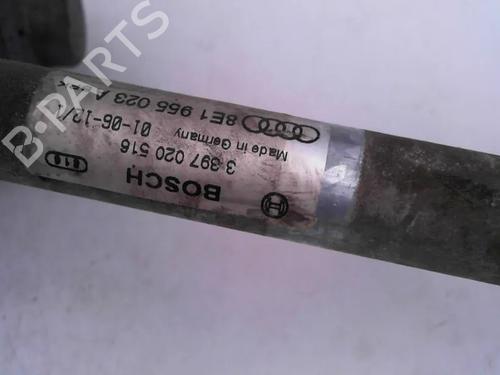 BOSCH
3 397 020 516
Made in Germany
01-06-12/
8E1 955 023 A
B-PARTS